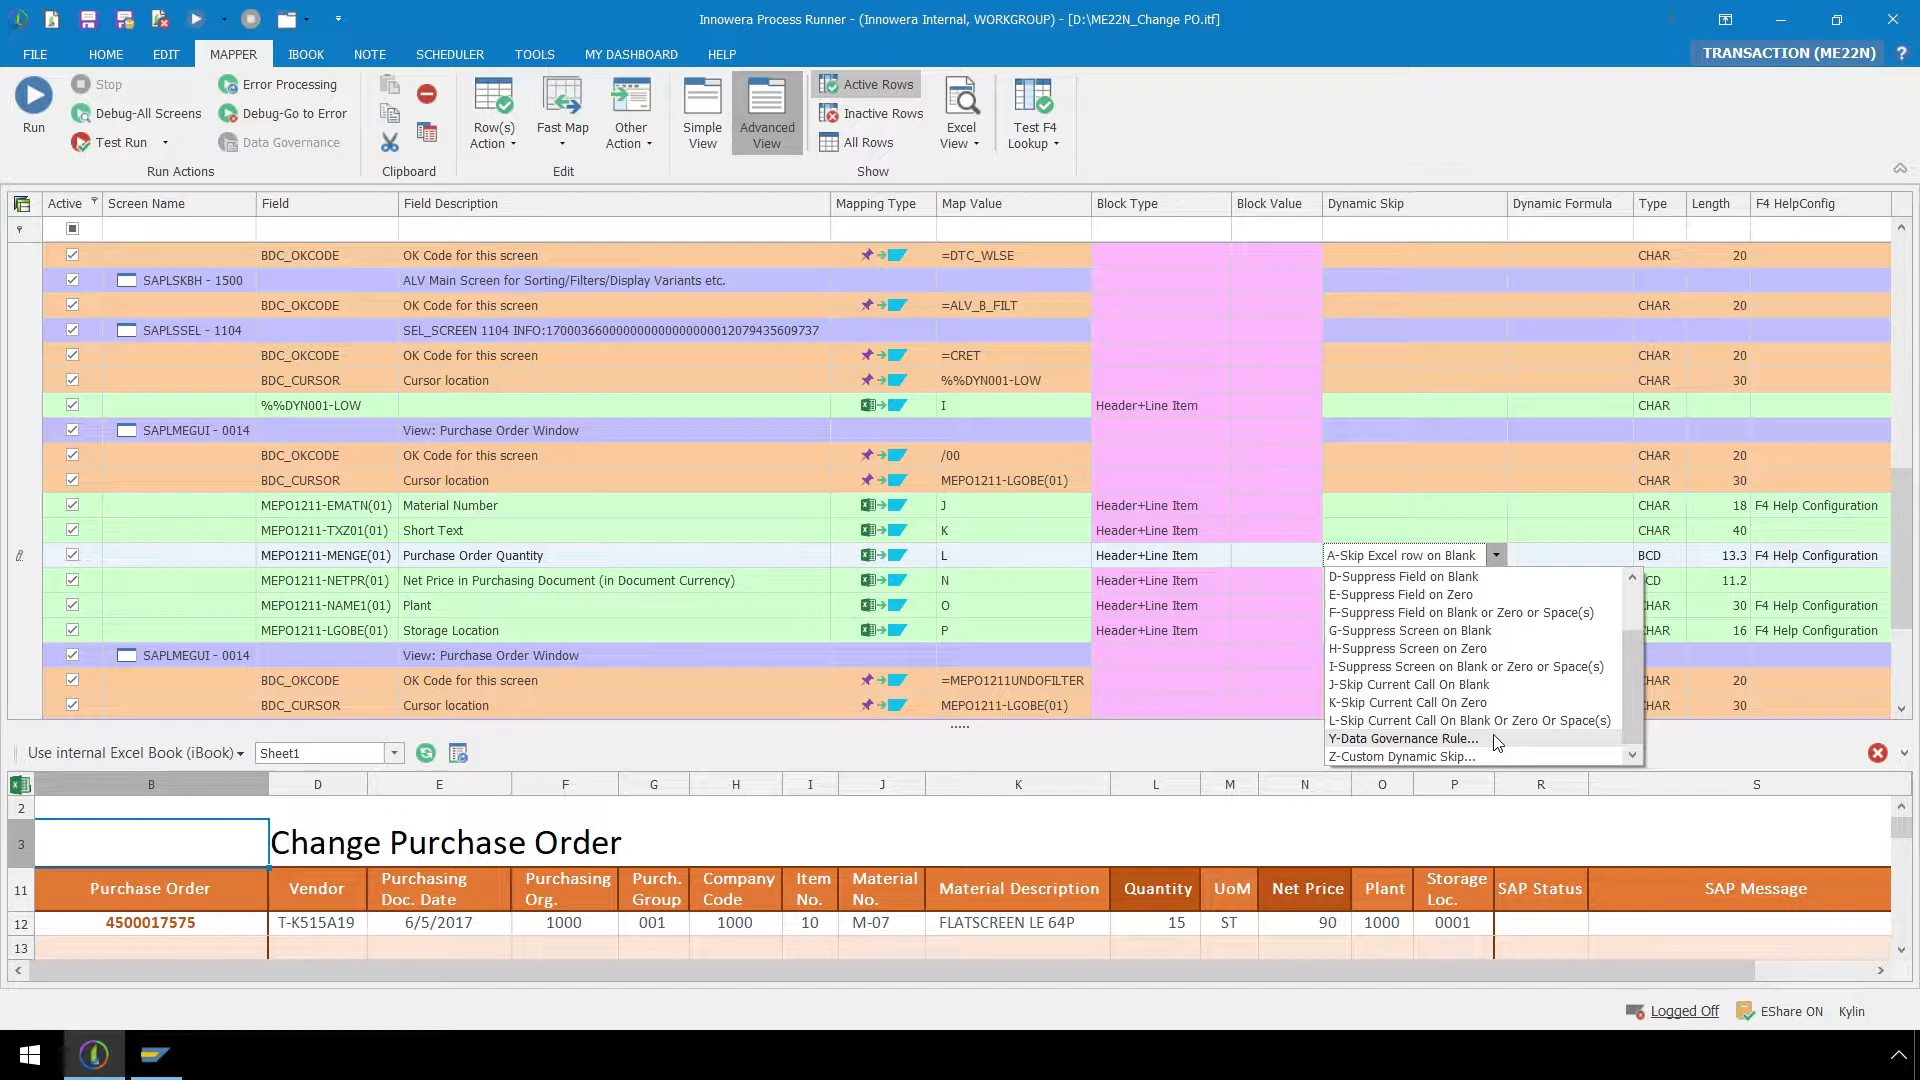 Innowera Process Runner - (Innowera Internal, WORKGROUP) - [D:\ME22N_Change PO.itf]
FILE HOME EDIT MAPPER IBOOK NOTE SCHEDULER TOOLS MY DASHBOARD HELP TRANSACTION (ME22N) ?
Run
Stop
Debug-All Screens
Test Run
Error Processing
Debug-Go to Error
Data Governance
Run Actions
Clipboard
Row(s) Action
Fast Map
Other Action
Edit
Simple View
Advanced View
Active Rows
Inactive Rows
All Rows
Show
Excel View
Test F4 Lookup
Active Screen Name Field Field Description Mapping Type Map Value Block Type Block Value Dynamic Skip Dynamic Formula Type Length F4 HelpConfig
BDC_OKCODE OK Code for this screen =DTC_WLSE CHAR 20
SAPLSKBH - 1500 ALV Main Screen for Sorting/Filters/Display Variants etc.
BDC_OKCODE OK Code for this screen =ALV_B_FILT CHAR 20
SAPLSSEL - 1104 SEL_SCREEN 1104 INFO:17000366000000000000000012079435609737
BDC_OKCODE OK Code for this screen =CRET CHAR 20
BDC_CURSOR Cursor location %%DYN001-LOW CHAR 30
%%DYN001-LOW I Header+Line Item CHAR
SAPLMEGUI - 0014 View: Purchase Order Window
BDC_OKCODE OK Code for this screen /00 CHAR 20
BDC_CURSOR Cursor location MEPO1211-LGOBE(01) CHAR 30
MEPO1211-EMATN(01) Material Number J Header+Line Item CHAR 18 F4 Help Configuration
MEPO1211-TXZ01(01) Short Text K Header+Line Item CHAR 40
MEPO1211-MENGE(01) Purchase Order Quantity L Header+Line Item A-Skip Excel row on Blank BCD 13.3 F4 Help Configuration
MEPO1211-NETPR(01) Net Price in Purchasing Document (in Document Currency) N Header+Line Item CD 11.2
MEPO1211-NAME1(01) Plant O Header+Line Item CHAR 30 F4 Help Configuration
MEPO1211-LGOBE(01) Storage Location P Header+Line Item CHAR 16 F4 Help Configuration
SAPLMEGUI - 0014 View: Purchase Order Window
BDC_OKCODE OK Code for this screen =MEPO1211UNDOFILTER CHAR 20
BDC_CURSOR Cursor location MEPO1211-LGOBE(01) CHAR 30
D-Suppress Field on Blank
E-Suppress Field on Zero
F-Suppress Field on Blank or Zero or Space(s)
G-Suppress Screen on Blank
H-Suppress Screen on Zero
I-Suppress Screen on Blank or Zero or Space(s)
J-Skip Current Call On Blank
K-Skip Current Call On Zero
L-Skip Current Call On Blank Or Zero Or Space(s)
Y-Data Governance Rule...
Z-Custom Dynamic Skip...
Use internal Excel Book (iBook) Sheet1
B D E F G H I J K L M N O P R S
2
3 Change Purchase Order
11 Purchase Order Vendor Purchasing Doc. Date Purchasing Org. Purch. Group Company Code Item No. Material No. Material Description Quantity UoM Net Price Plant Storage Loc. SAP Status SAP Message
12 4500017575 T-K515A19 6/5/2017 1000 001 1000 10 M-07 FLATSCREEN LE 64P 15 ST 90 1000 0001
13
Logged Off EShare ON Kylin